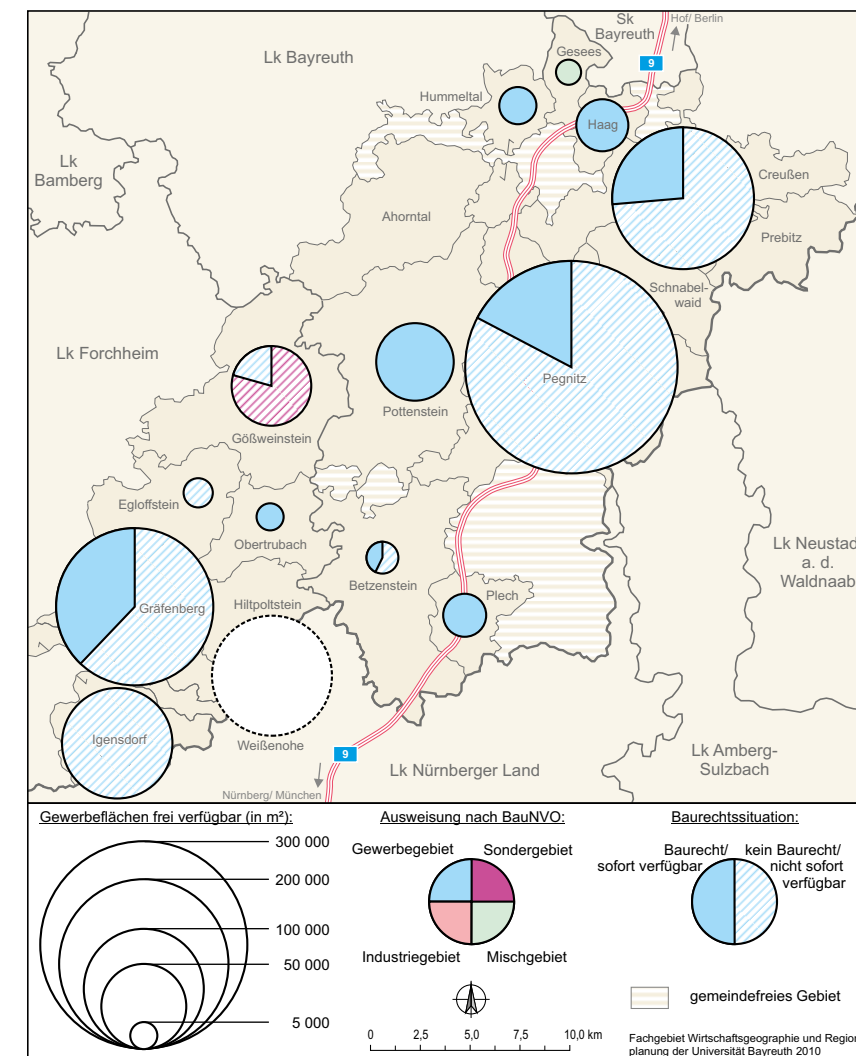 Sk
Bayreuth
Hof/ Berlin
Lk Bayreuth
Gesees
9
Hummeltal
Haag
Lk
Bamberg
Creußen
Ahorntal
Prebitz
Schnabel-
waid
Lk Forchheim
Pegnitz
Pottenstein
Gößweinstein
Egloffstein
Obertrubach
Lk Neustad
a. d.
Waldnaab
Betzenstein
Plech
Hiltpoltstein
Gräfenberg
Igensdorf
Weißenohe
9
Lk Nürnberger Land
Lk Amberg-
Sulzbach
Nürnberg/ München
Gewerbeflächen frei verfügbar (in m²):
300 000
200 000
100 000
50 000
5 000
Ausweisung nach BauNVO:
Gewerbegebiet
Sondergebiet
Industriegebiet
Mischgebiet
0
2,5
5,0
10,0 km
Baurechtssituation:
Baurecht/
sofort verfügbar
kein Baurecht/
nicht sofort
verfügbar
gemeindefreies Gebiet
Fachgebiet Wirtschaftsgeographie und Region
planung der Universität Bayreuth 2010